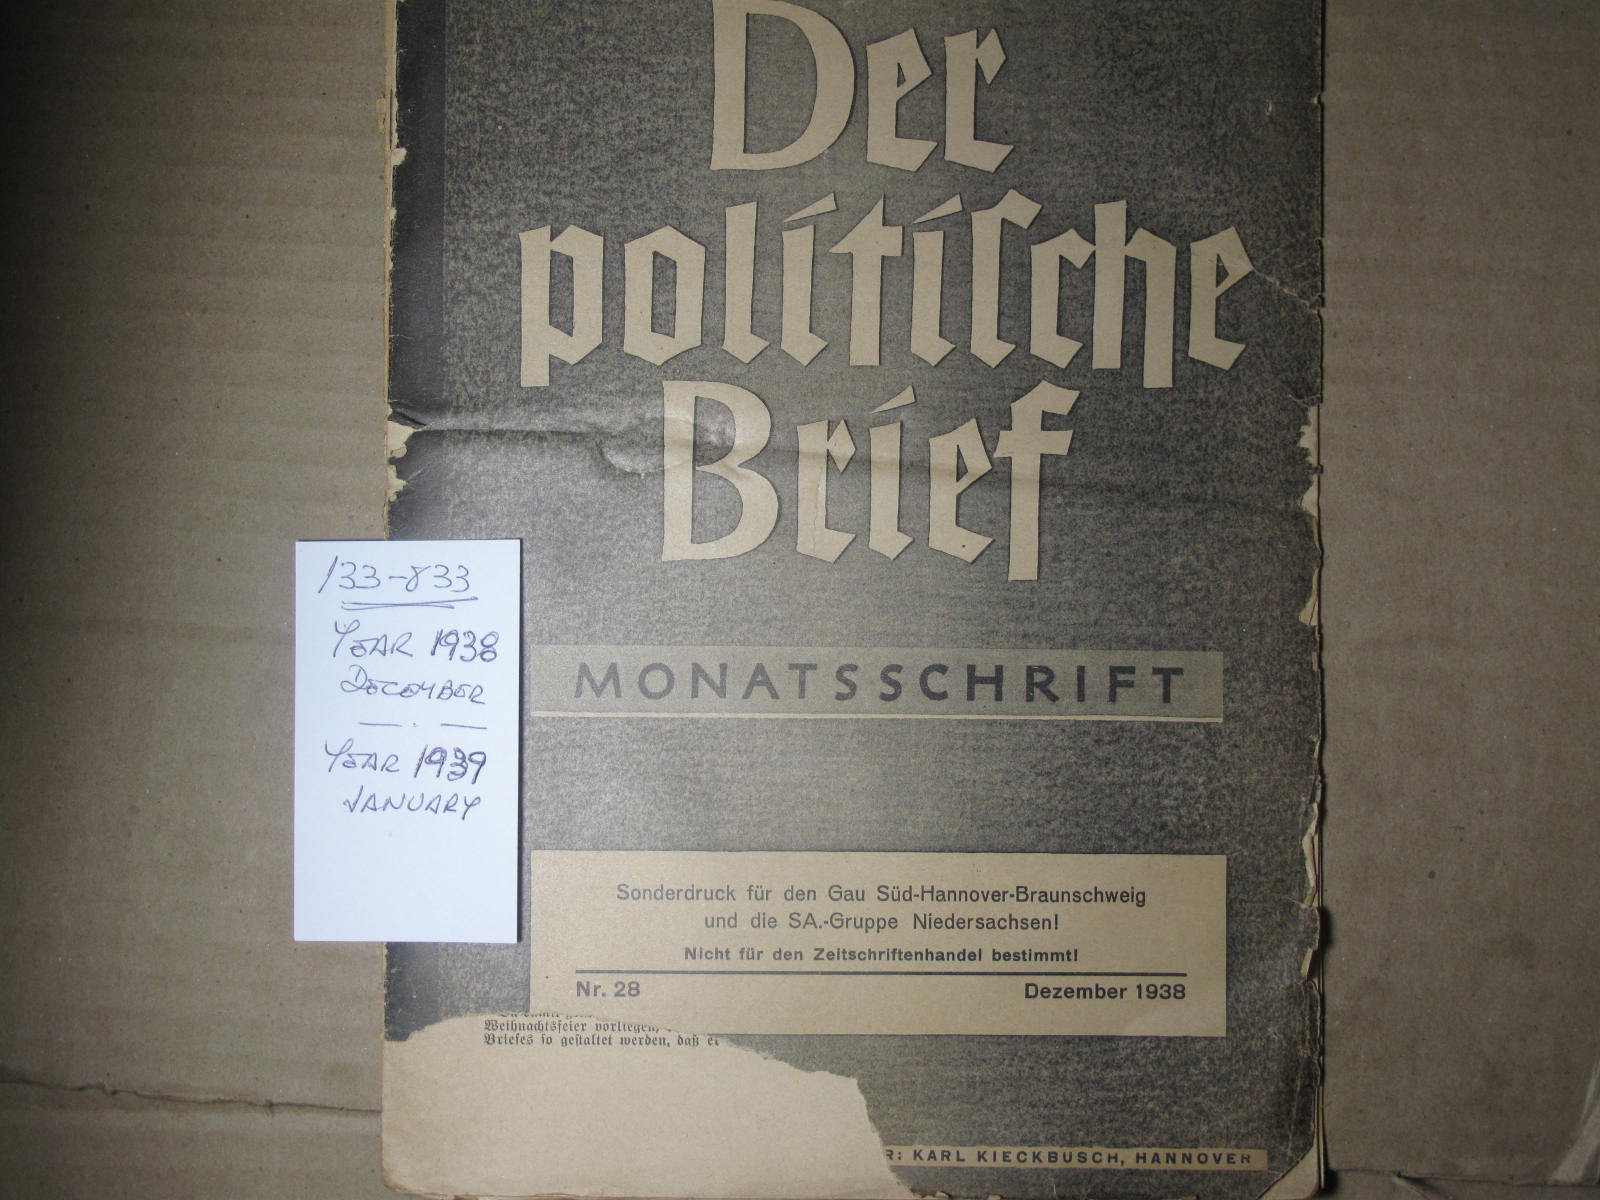 Der
politische
Brief
MONATSSCHRIFT
133-833
YEAR 1938
DECEMBER
YEAR 1939
JANUARY
Sonderdruck für den Gau Süd-Hannover-Braunschweig
und die SA.-Gruppe Niedersachsen!
Nicht für den Zeitschriftenhandel bestimmt!
Nr. 28 Dezember 1938
Weihnachtsfeier vorliegen,
Briefes so gestaltet werden, daß
R: KARL KIECKBUSCH, HANNOVER